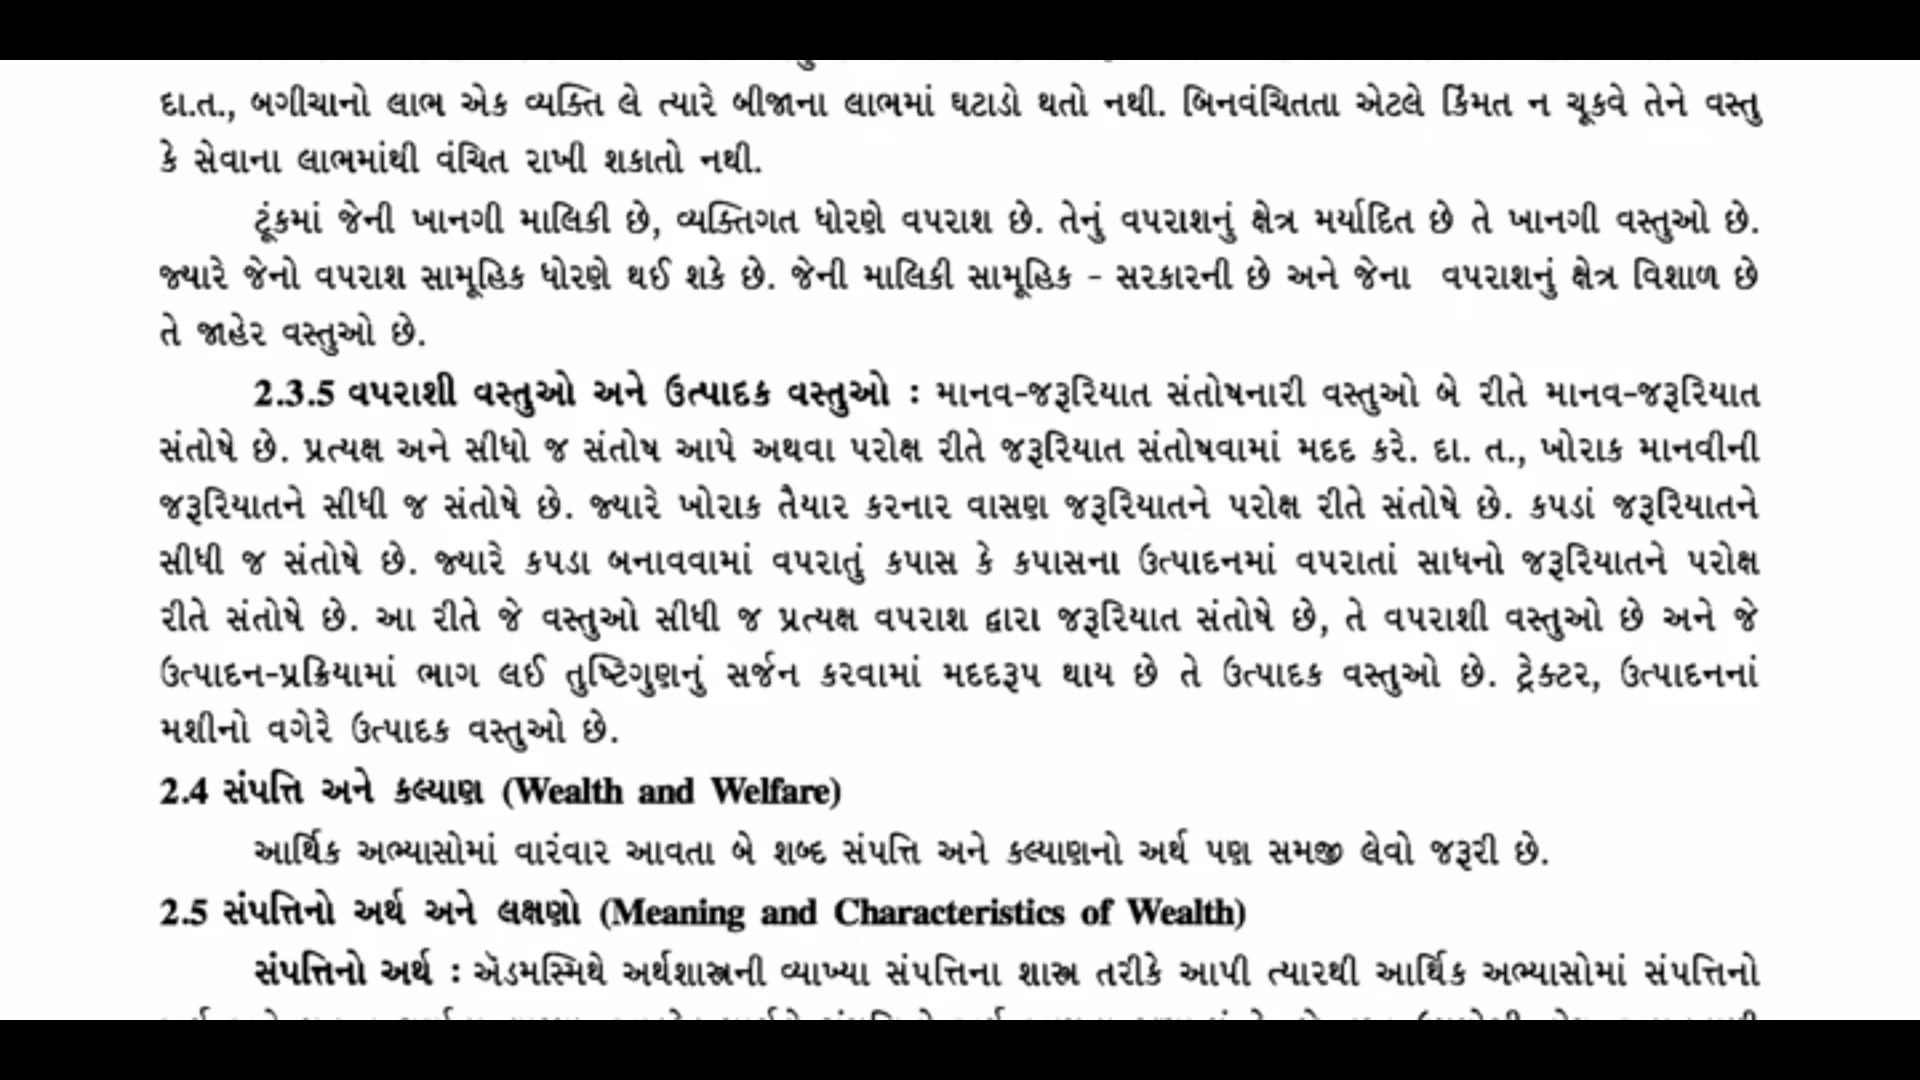 દા.ત., બગીચાનો લાભ એક વ્યક્તિ લે ત્યારે બીજાના લાભમાં ઘટાડો થતો નથી. બિનવંચિતતા એટલે કિંમત ન ચૂકવે તેને વસ્તુ
કે સેવાના લાભમાંથી વંચિત રાખી શકાતો નથી.
ટૂંકમાં જેની ખાનગી માલિકી છે, વ્યક્તિગત ધોરણે વપરાશ છે. તેનું વપરાશનું ક્ષેત્ર મર્યાદિત છે તે ખાનગી વસ્તુઓ છે.
જ્યારે જેનો વપરાશ સામૂહિક ધોરણે થઈ શકે છે. જેની માલિકી સામૂહિક - સરકારની છે અને જેના વપરાશનું ક્ષેત્ર વિશાળ છે
તે જાહેર વસ્તુઓ છે.
2.3.5 વપરાશી વસ્તુઓ અને ઉત્પાદક વસ્તુઓ : માનવ-જરૂરિયાત સંતોષનારી વસ્તુઓ બે રીતે માનવ-જરૂરિયાત
સંતોષે છે. પ્રત્યક્ષ અને સીધો જ સંતોષ આપે અથવા પરોક્ષ રીતે જરૂરિયાત સંતોષવામાં મદદ કરે. દા. ત., ખોરાક માનવીની
જરૂરિયાતને સીધી જ સંતોષે છે. જ્યારે ખોરાક તૈયાર કરનાર વાસણ જરૂરિયાતને પરોક્ષ રીતે સંતોષે છે. કપડાં જરૂરિયાતને
સીધી જ સંતોષે છે. જ્યારે કપડા બનાવવામાં વપરાતું કપાસ કે કપાસના ઉત્પાદનમાં વપરાતાં સાધનો જરૂરિયાતને પરોક્ષ
રીતે સંતોષે છે. આ રીતે જે વસ્તુઓ સીધી જ પ્રત્યક્ષ વપરાશ દ્વારા જરૂરિયાત સંતોષે છે, તે વપરાશી વસ્તુઓ છે અને જે
ઉત્પાદન-પ્રક્રિયામાં ભાગ લઈ તુષ્ટિગુણનું સર્જન કરવામાં મદદરૂપ થાય છે તે ઉત્પાદક વસ્તુઓ છે. ટ્રેક્ટર, ઉત્પાદનનાં
મશીનો વગેરે ઉત્પાદક વસ્તુઓ છે.
2.4 સંપત્તિ અને કલ્યાણ (Wealth and Welfare)
આર્થિક અભ્યાસોમાં વારંવાર આવતા બે શબ્દ સંપત્તિ અને કલ્યાણનો અર્થ પણ સમજી લેવો જરૂરી છે.
2.5 સંપત્તિનો અર્થ અને લક્ષણો (Meaning and Characteristics of Wealth)
સંપત્તિનો અર્થ : ઍડમસ્મિથે અર્થશાસ્ત્રની વ્યાખ્યા સંપત્તિના શાસ્ત્ર તરીકે આપી ત્યારથી આર્થિક અભ્યાસોમાં સંપત્તિનો